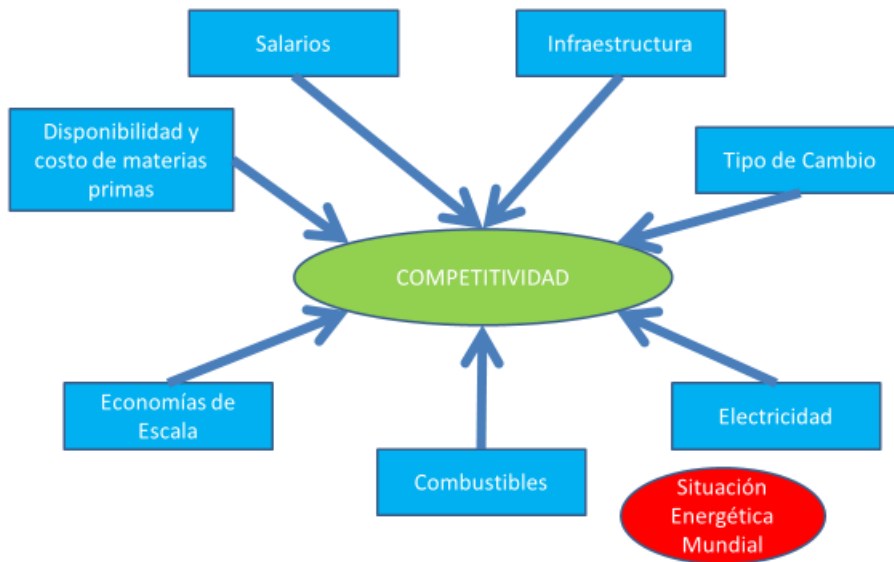 Salarios
Infraestructura
Disponibilidad y
costo de materias
primas
Tipo de Cambio
COMPETITIVIDAD
Economías de
Escala
Combustibles
Electricidad
Situación
Energética
Mundial